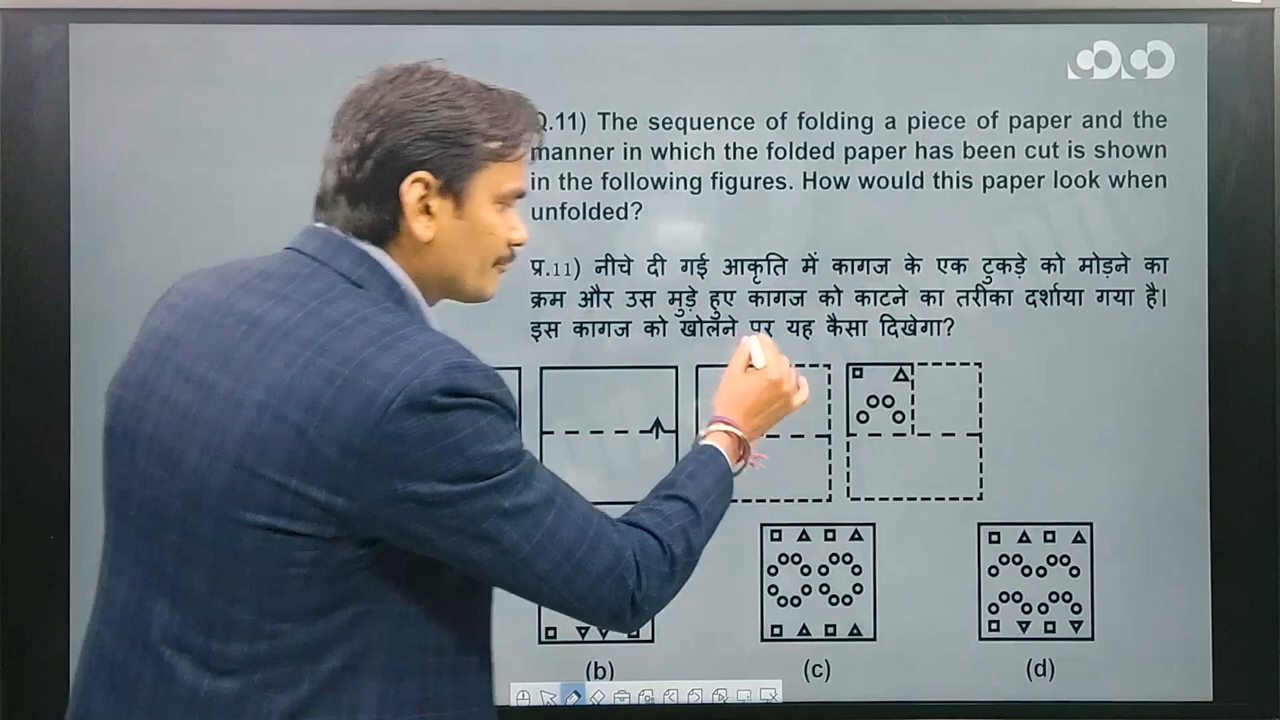 Q.11) The sequence of folding a piece of paper and the
manner in which the folded paper has been cut is shown
in the following figures. How would this paper look when
unfolded?
प्र.11) नीचे दी गई आकृति में कागज के एक टुकड़े को मोड़ने का
क्रम और उस मुड़े हुए कागज को काटने का तरीका दर्शाया गया है।
इस कागज को खोलने पर यह कैसा दिखेगा?
(b) (c) (d)